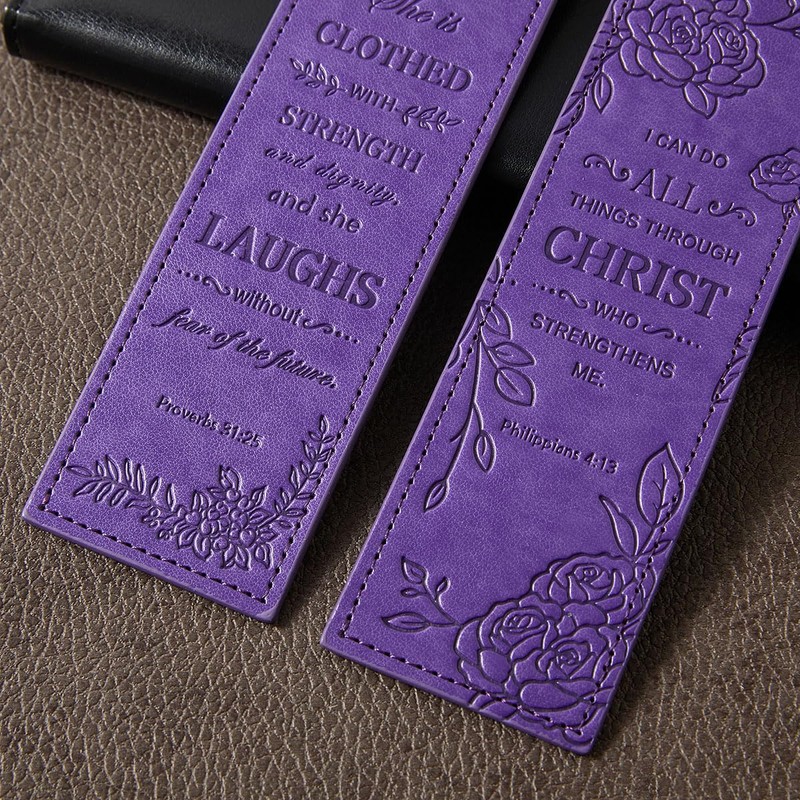 She is
CLOTHED
WITH
STRENGTH
and dignity,
and she
LAUGHS
without
fear of the future.
Proverbs 31:25
I CAN DO
ALL
THINGS THROUGH
CHRIST
WHO
STRENGTHENS
ME.
Philippians 4:13